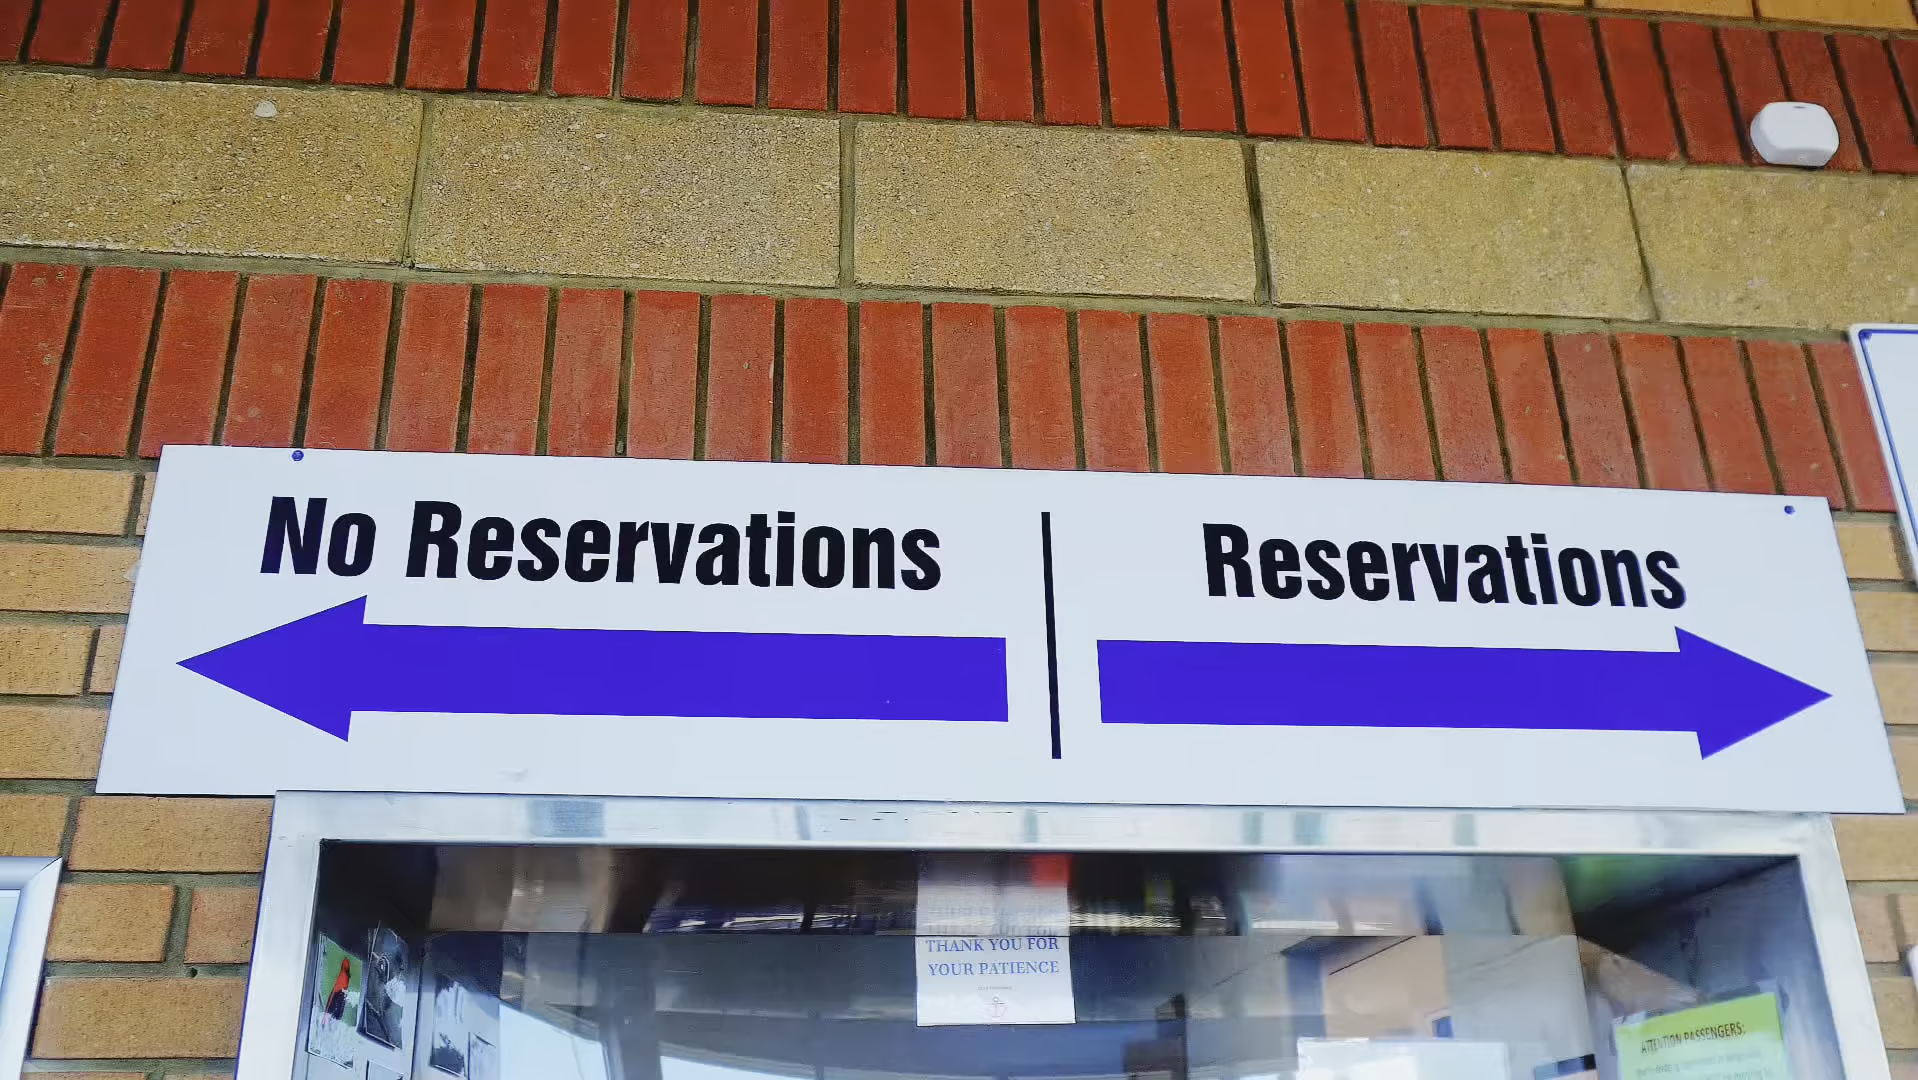 No Reservations
Reservations
THANK YOU FOR
YOUR PATIENCE
ATTENTION PASSENGERS: